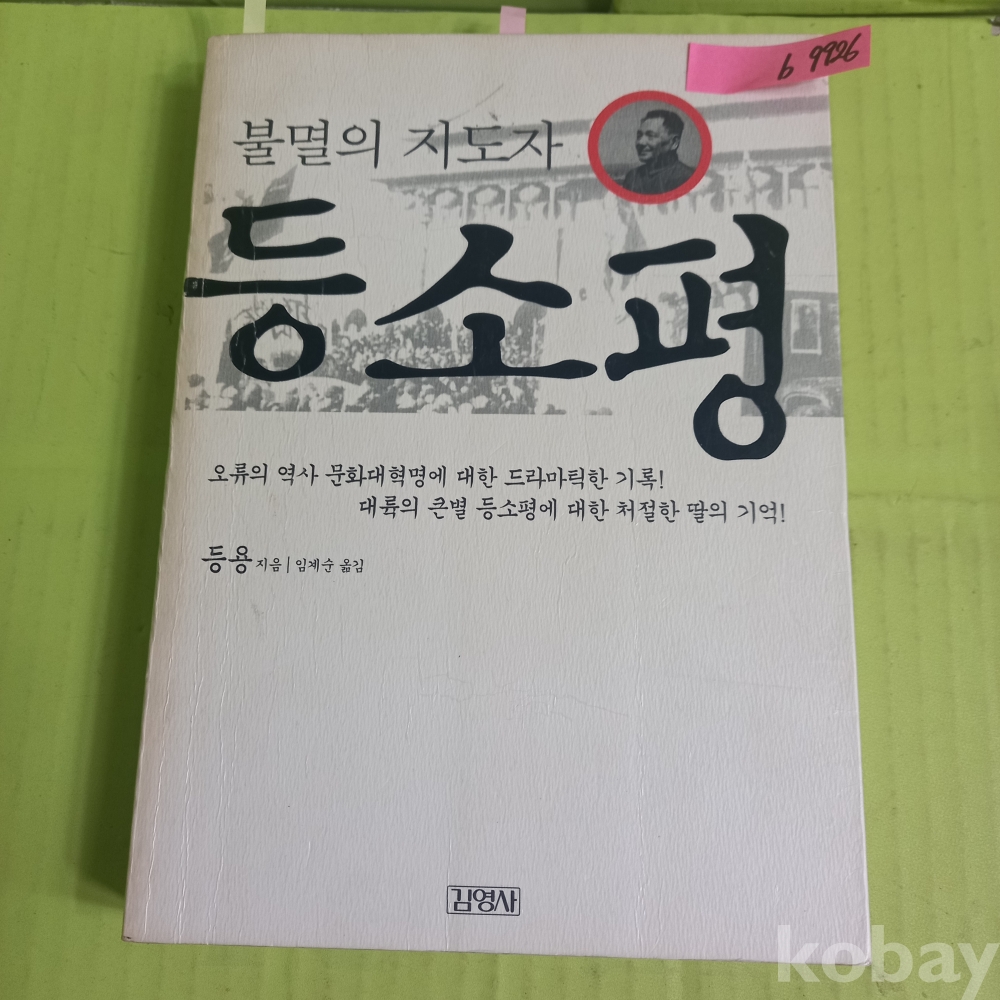 b 9926
불멸의 지도자
등소평
오류의 역사 문화대혁명에 대한 드라마틱한 기록!
대륙의 큰별 등소평에 대한 처절한 딸의 기억!
등용 지음 | 임계순 옮김
김영사
kobay